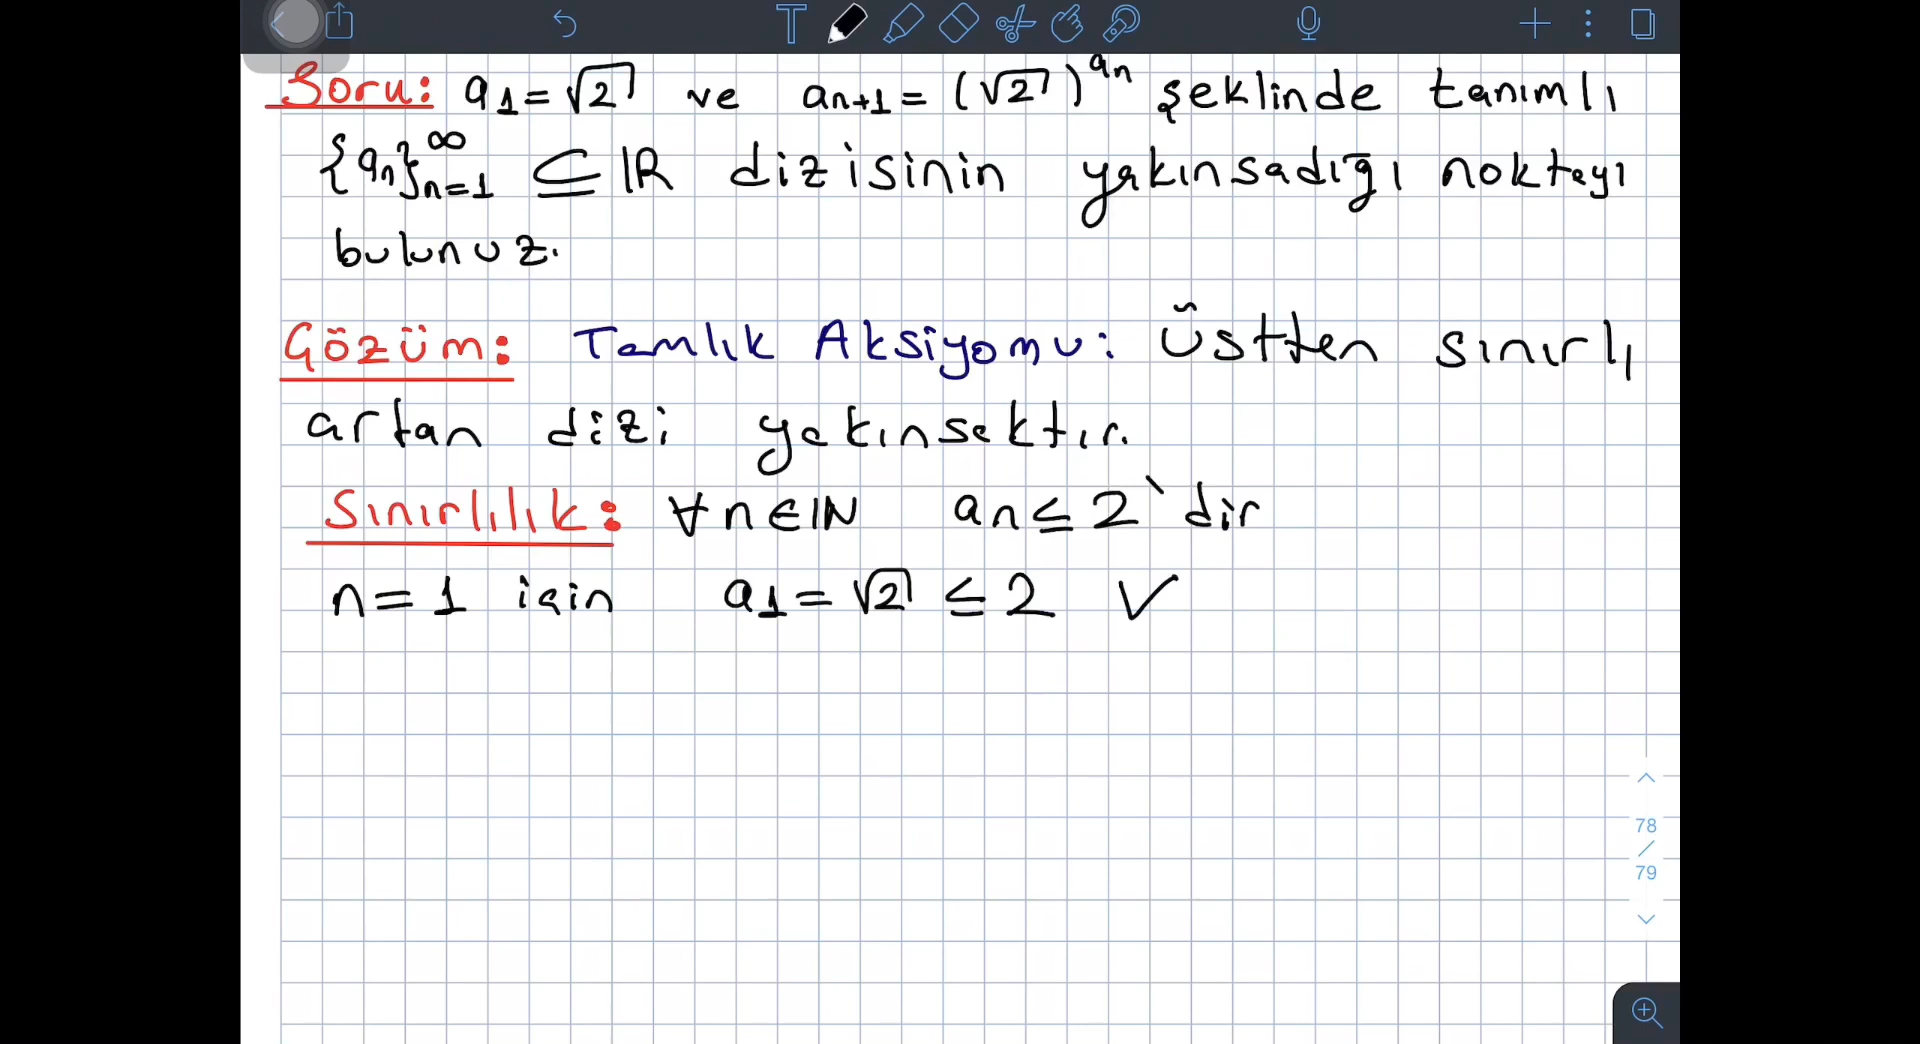 Soru: a₁ = √2 ve aₙ₊₁ = (√2)^aₙ şeklinde tanımlı
{aₙ}ₙ₌₁^∞ ⊆ ℝ dizisinin yakınsadığı noktayı
bulunuz.
Çözüm: Tamlık Aksiyomu: Üstten sınırlı
artan dizi yakınsaktır.
Sınırlılık: ∀n∈ℕ aₙ ≤ 2'dir
n = 1 için a₁ = √2 ≤ 2 ✓
78
/
79